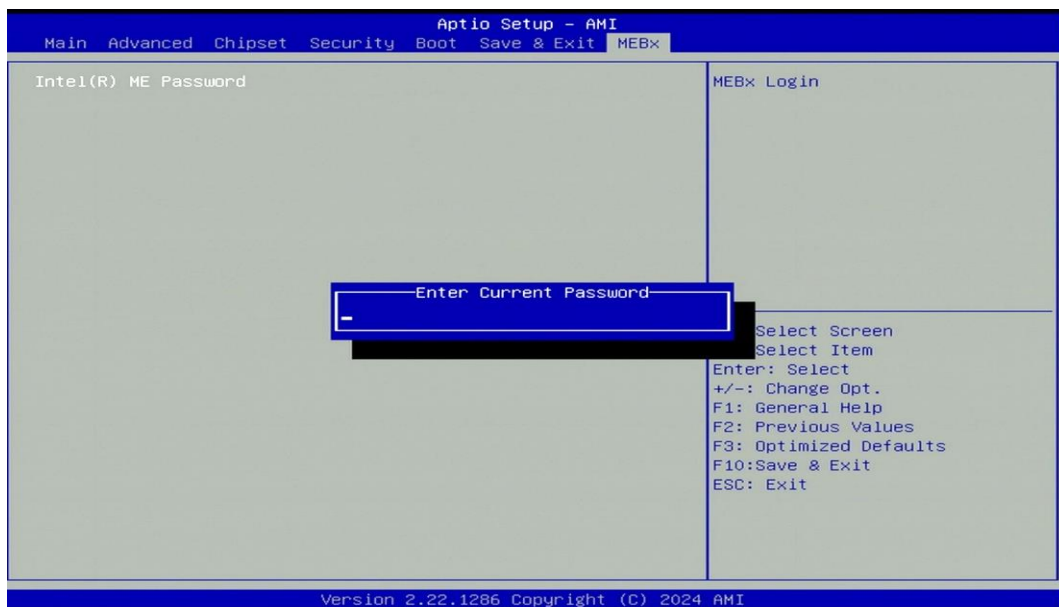 Aptio Setup – AMI
Main Advanced Chipset Security Boot Save & Exit MEBx
Intel(R) ME Password
MEBx Login
Enter Current Password
Select Screen
Select Item
Enter: Select
+/-: Change Opt.
F1: General Help
F2: Previous Values
F3: Optimized Defaults
F10:Save & Exit
ESC: Exit
Version 2.22.1286 Copyright (C) 2024 AMI